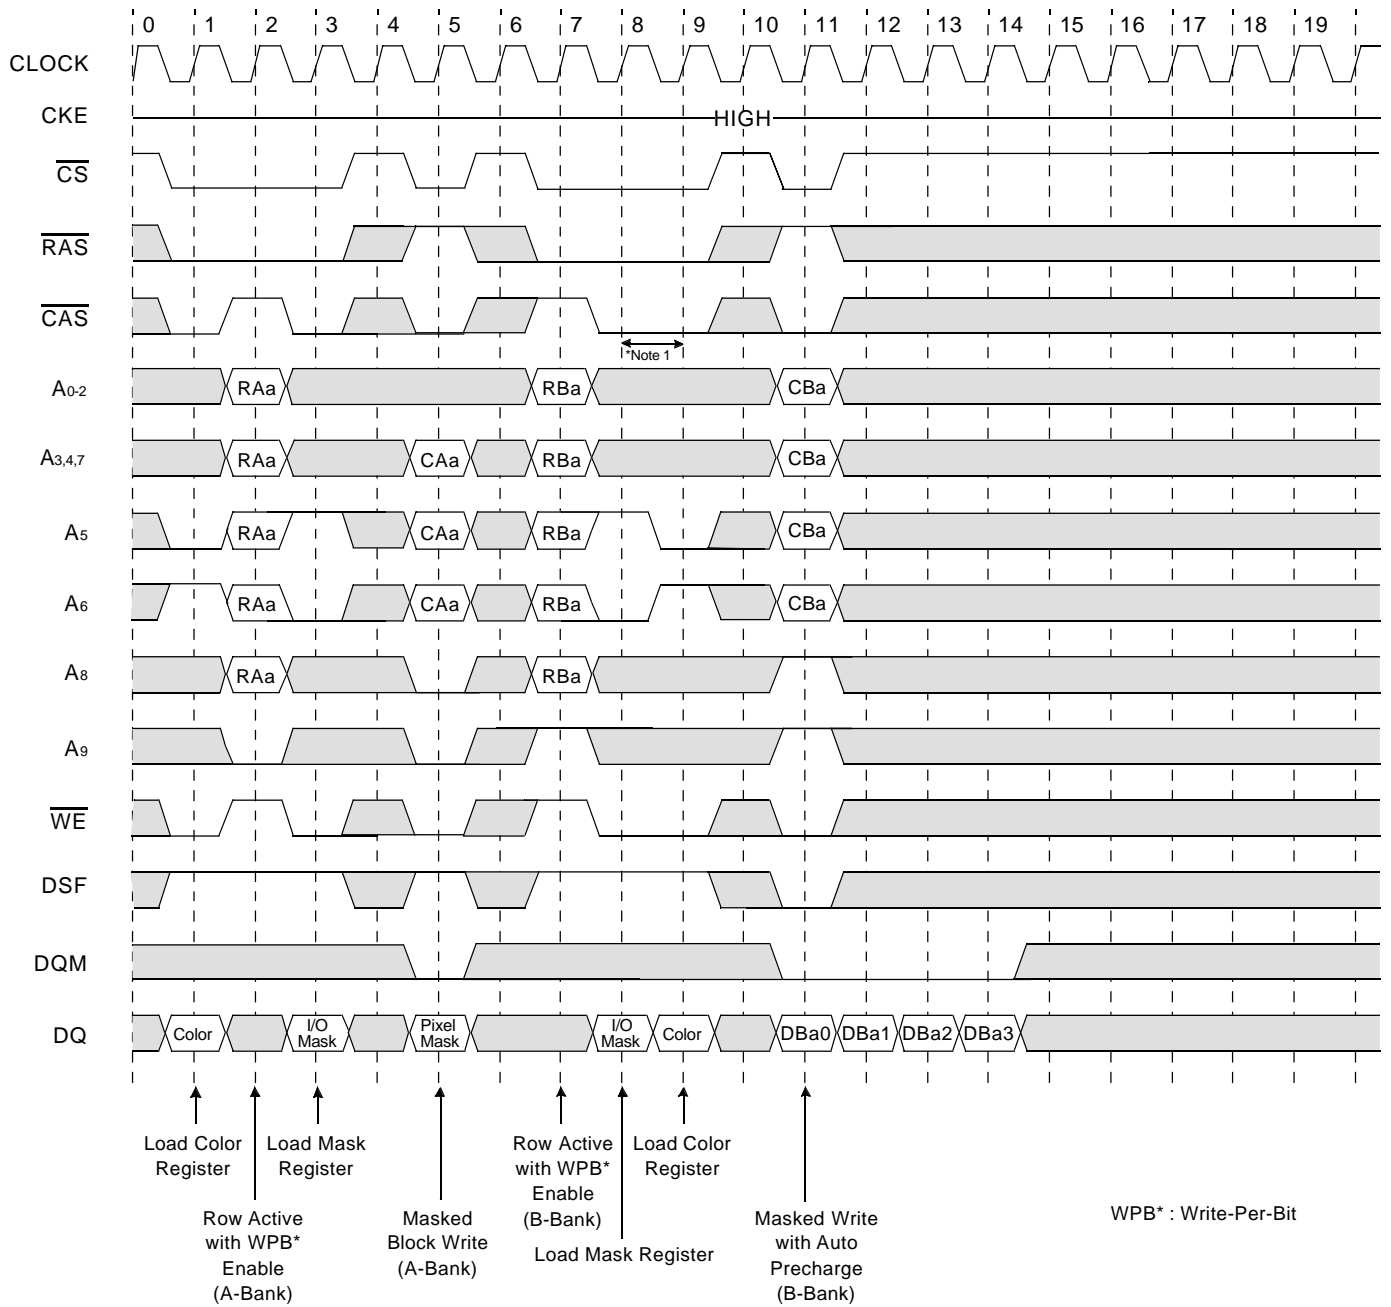 0 1 2 3 4 5 6 7 8 9 10 11 12 13 14 15 16 17 18 19
CLOCK
CKE HIGH
CS
RAS
CAS
*Note 1
A0-2 RAa RBa CBa
A3,4,7 RAa CAa RBa CBa
A5 RAa CAa RBa CBa
A6 RAa CAa RBa CBa
A8 RAa RBa
A9
WE
DSF
DQM
DQ Color I/O Mask Pixel Mask I/O Mask Color DBa0 DBa1 DBa2 DBa3
Load Color
Register
Load Mask
Register
Row Active
with WPB*
Enable
(B-Bank)
Load Color
Register
Row Active
with WPB*
Enable
(A-Bank)
Masked
Block Write
(A-Bank)
Load Mask Register
Masked Write
with Auto
Precharge
(B-Bank)
WPB* : Write-Per-Bit